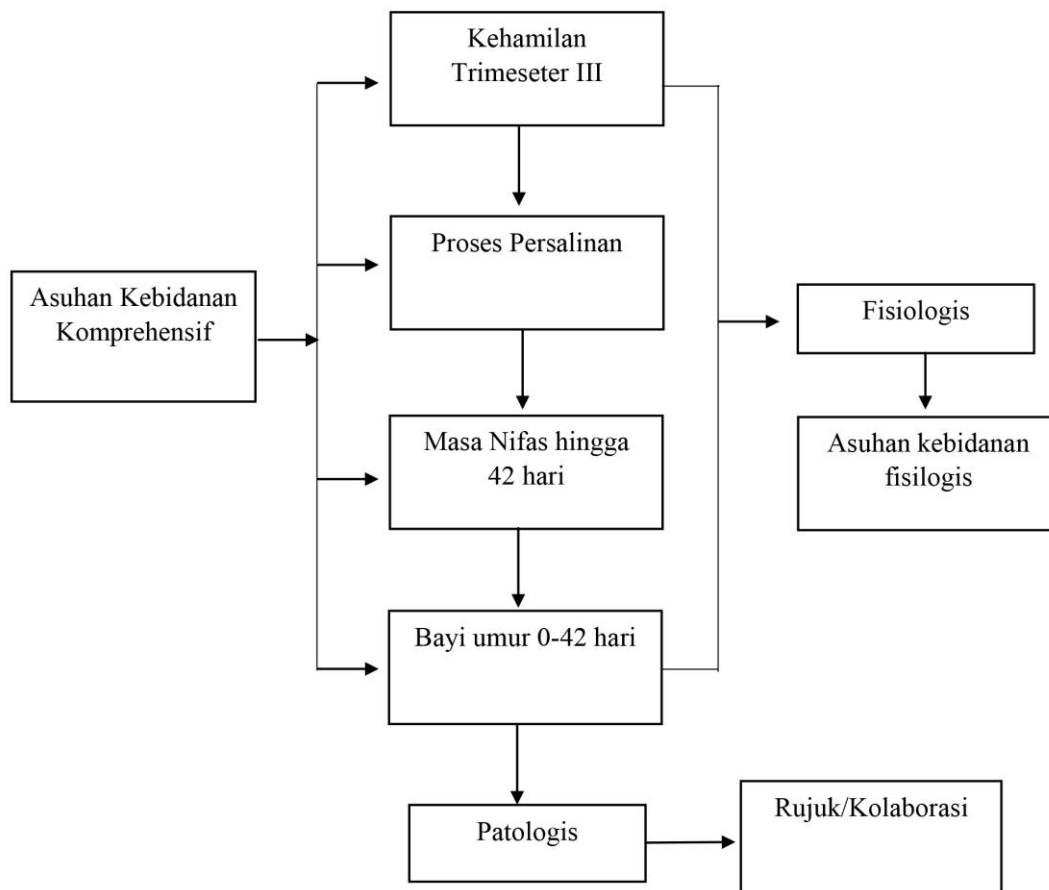 Kehamilan
Trimeseter III
Proses Persalinan
Asuhan Kebidanan
Komprehensif
Fisiologis
Masa Nifas hingga
42 hari
Asuhan kebidanan
fisilogis
Bayi umur 0-42 hari
Patologis
Rujuk/Kolaborasi